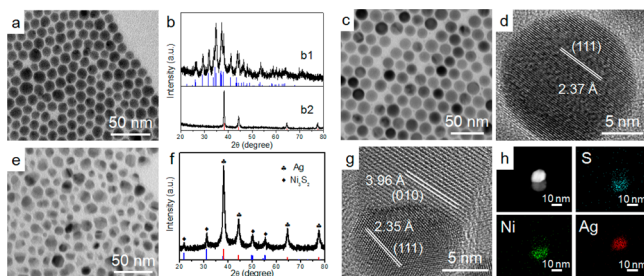 a
50 nm
b
b1
b2
Intensity (a.u.)
20 30 40 50 60 70 80
2θ (degree)
c
50 nm
d
(111)
2.37 Å
5 nm
e
50 nm
f
Ag
Ni3S2
Intensity (a.u.)
20 30 40 50 60 70 80
2θ (degree)
g
3.96 Å
(010)
2.35 Å
(111)
5 nm
h
10 nm
S
10 nm
Ni
10 nm
Ag
10 nm